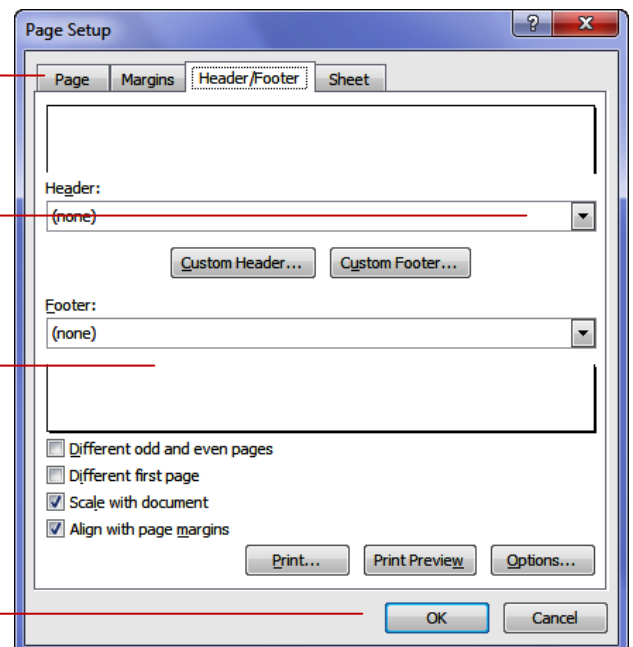 Page Setup
Page Margins Header/Footer Sheet
Header:
(none)
Custom Header... Custom Footer...
Footer:
(none)
Different odd and even pages
Different first page
Scale with document
Align with page margins
Print... Print Preview Options...
OK Cancel